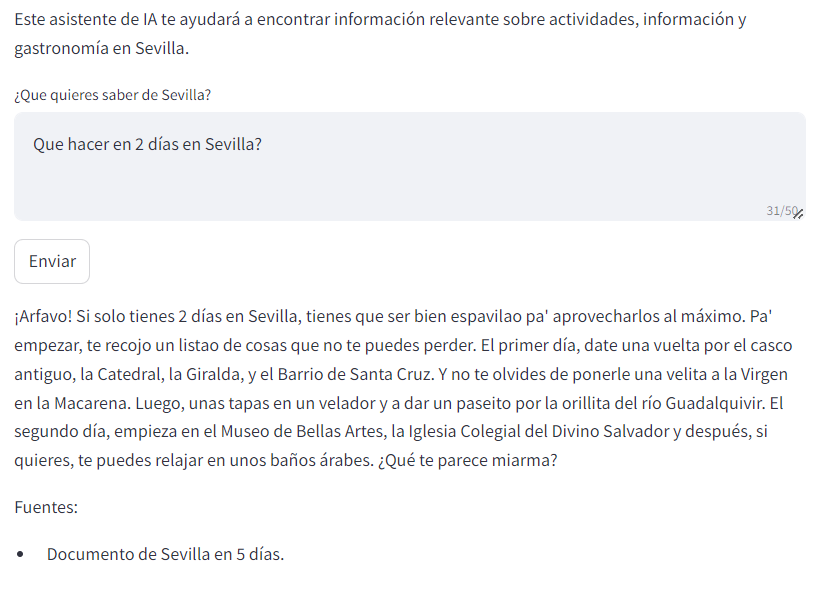 Este asistente de IA te ayudará a encontrar información relevante sobre actividades, información y
gastronomía en Sevilla.
¿Que quieres saber de Sevilla?
Que hacer en 2 días en Sevilla?
31/50
Enviar
¡Arfavo! Si solo tienes 2 días en Sevilla, tienes que ser bien espavilao pa' aprovecharlos al máximo. Pa'
empezar, te recojo un listao de cosas que no te puedes perder. El primer día, date una vuelta por el casco
antiguo, la Catedral, la Giralda, y el Barrio de Santa Cruz. Y no te olvides de ponerle una velita a la Virgen
en la Macarena. Luego, unas tapas en un velador y a dar un paseito por la orillita del río Guadalquivir. El
segundo día, empieza en el Museo de Bellas Artes, la Iglesia Colegial del Divino Salvador y después, si
quieres, te puedes relajar en unos baños árabes. ¿Qué te parece miarma?
Fuentes:
• Documento de Sevilla en 5 días.